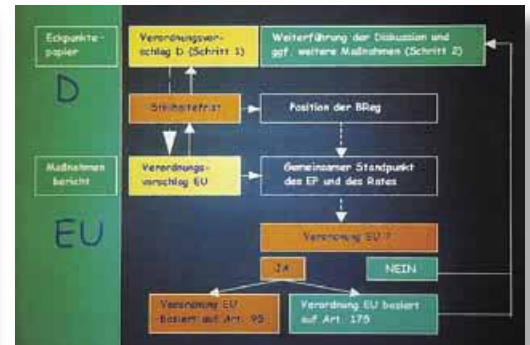 Eckpunkte-
papier
Verordnungsvor-
schlag D (Schritt 1)
Weiterführung der Diskussion und
ggf. weitere Maßnahmen (Schritt 2)
D
Stillhaltefrist
Position der BReg
Maßnahmen
bericht
Verordnungs-
vorschlag EU
Gemeinsamer Standpunkt
des EP und des Rates
EU
Verordnung EU ?
JA
NEIN
Verordnung EU
basiert auf Art. 95
Verordnung EU basiert
auf Art. 175